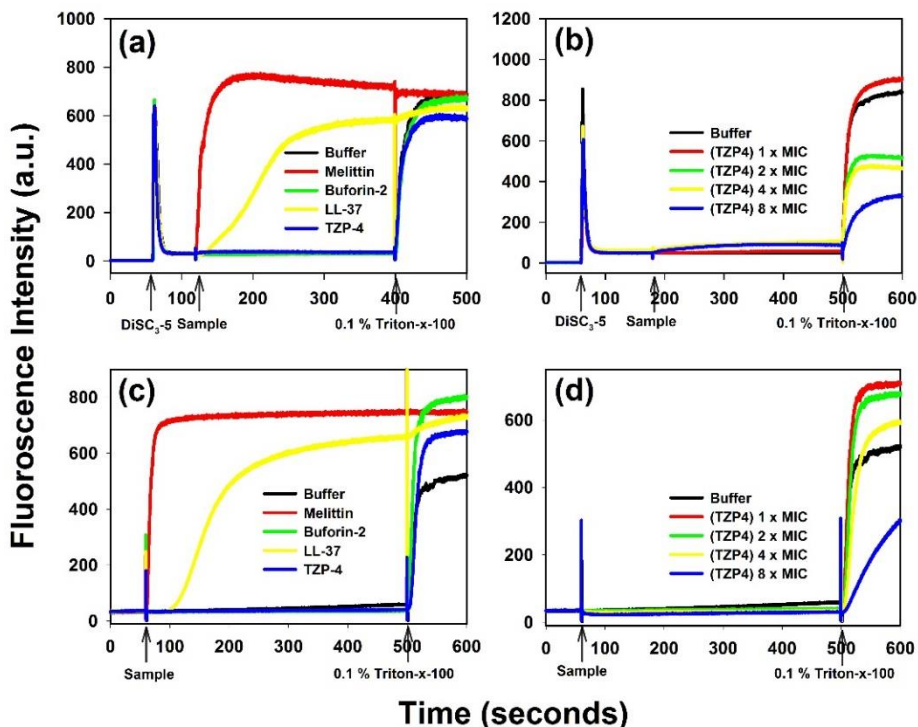 Fluoroscence Intensity (a.u.)
(a)
1000
800
600
400
200
0
Buffer
Melittin
Buforin-2
LL-37
TZP-4
0 100 200 300 400 500
DiSC₃-5 Sample 0.1 % Triton-x-100
(b)
1200
1000
800
600
400
200
0
Buffer
(TZP4) 1 x MIC
(TZP4) 2 x MIC
(TZP4) 4 x MIC
(TZP4) 8 x MIC
0 100 200 300 400 500 600
DiSC₃-5 Sample 0.1 % Triton-x-100
(c)
800
600
400
200
0
Buffer
Melittin
Buforin-2
LL-37
TZP-4
0 100 200 300 400 500 600
Sample 0.1 % Triton-x-100
(d)
600
400
200
0
Buffer
(TZP4) 1 x MIC
(TZP4) 2 x MIC
(TZP4) 4 x MIC
(TZP4) 8 x MIC
0 100 200 300 400 500 600
Sample 0.1 % Triton-x-100
Time (seconds)